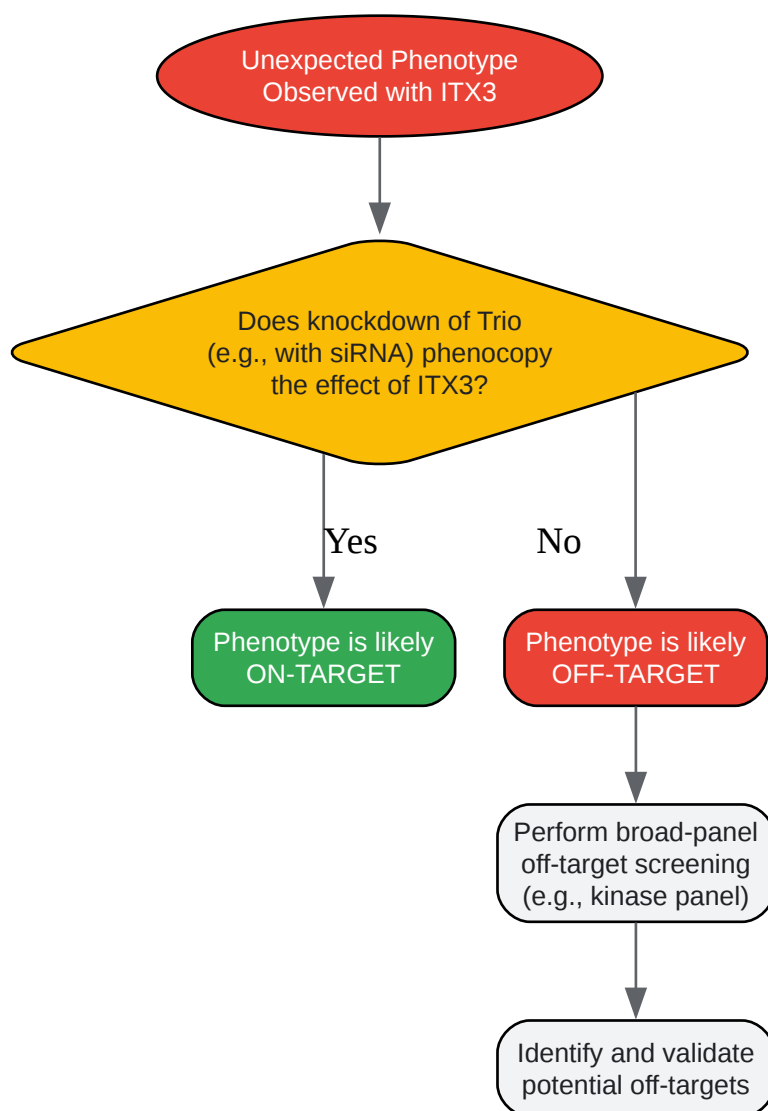 Unexpected Phenotype
Observed with ITX3
Does knockdown of Trio
(e.g., with siRNA) phenocopy
the effect of ITX3?
Yes
No
Phenotype is likely
ON-TARGET
Phenotype is likely
OFF-TARGET
Perform broad-panel
off-target screening
(e.g., kinase panel)
Identify and validate
potential off-targets